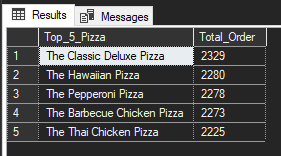 Results Messages
Top_5_Pizza Total_Order
1 The Classic Deluxe Pizza 2329
2 The Hawaiian Pizza 2280
3 The Pepperoni Pizza 2278
4 The Barbecue Chicken Pizza 2273
5 The Thai Chicken Pizza 2225